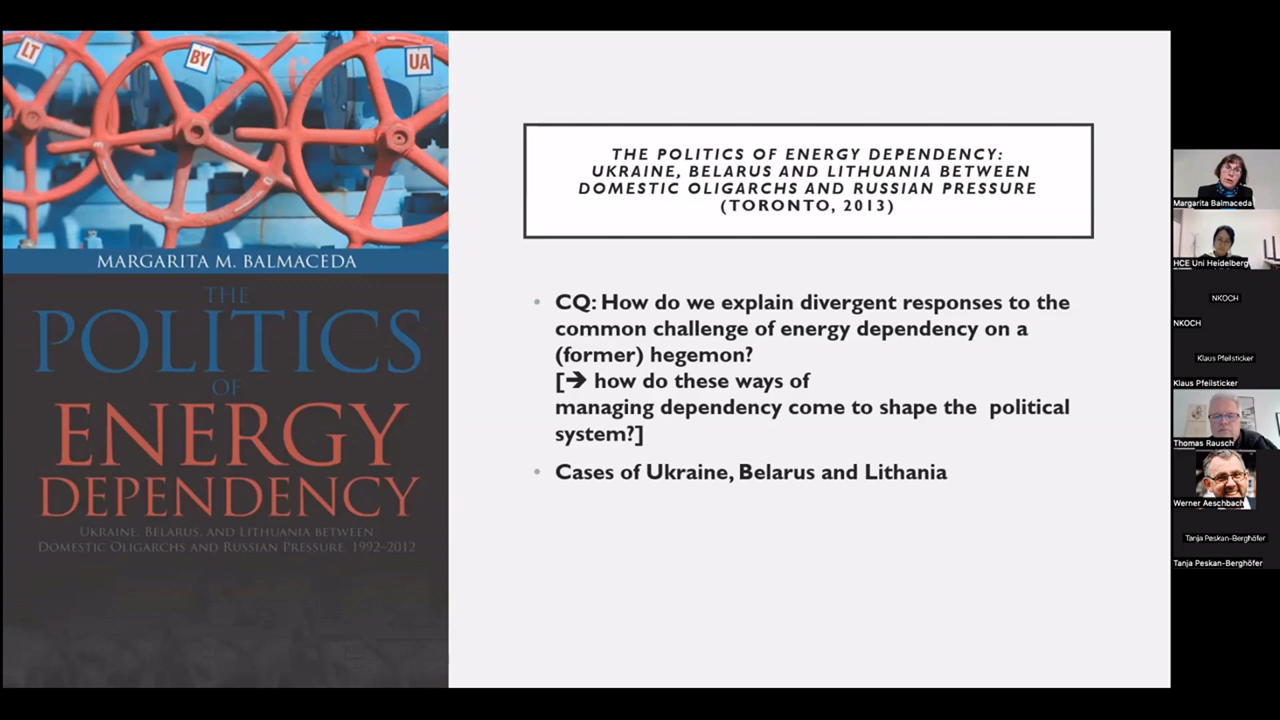 LT
BY
UA
MARGARITA M. BALMACEDA
THE
POLITICS
OF
ENERGY
DEPENDENCY
UKRAINE, BELARUS, AND LITHUANIA BETWEEN
DOMESTIC OLIGARCHS AND RUSSIAN PRESSURE 1992–2012
THE POLITICS OF ENERGY DEPENDENCY:
UKRAINE, BELARUS AND LITHUANIA BETWEEN
DOMESTIC OLIGARCHS AND RUSSIAN PRESSURE
(TORONTO, 2013)
• CQ: How do we explain divergent responses to the
common challenge of energy dependency on a
(former) hegemon?
[➔ how do these ways of
managing dependency come to shape the political
system?]
• Cases of Ukraine, Belarus and Lithania
Margarita Balmaceda
HCE Uni Heidelberg
NKOCH
NKOCH
Klaus Pfeilsticker
Klaus Pfeilsticker
Thomas Rausch
Werner Aeschbach
Tanja Peskan-Berghöfer
Tanja Peskan-Berghöfer